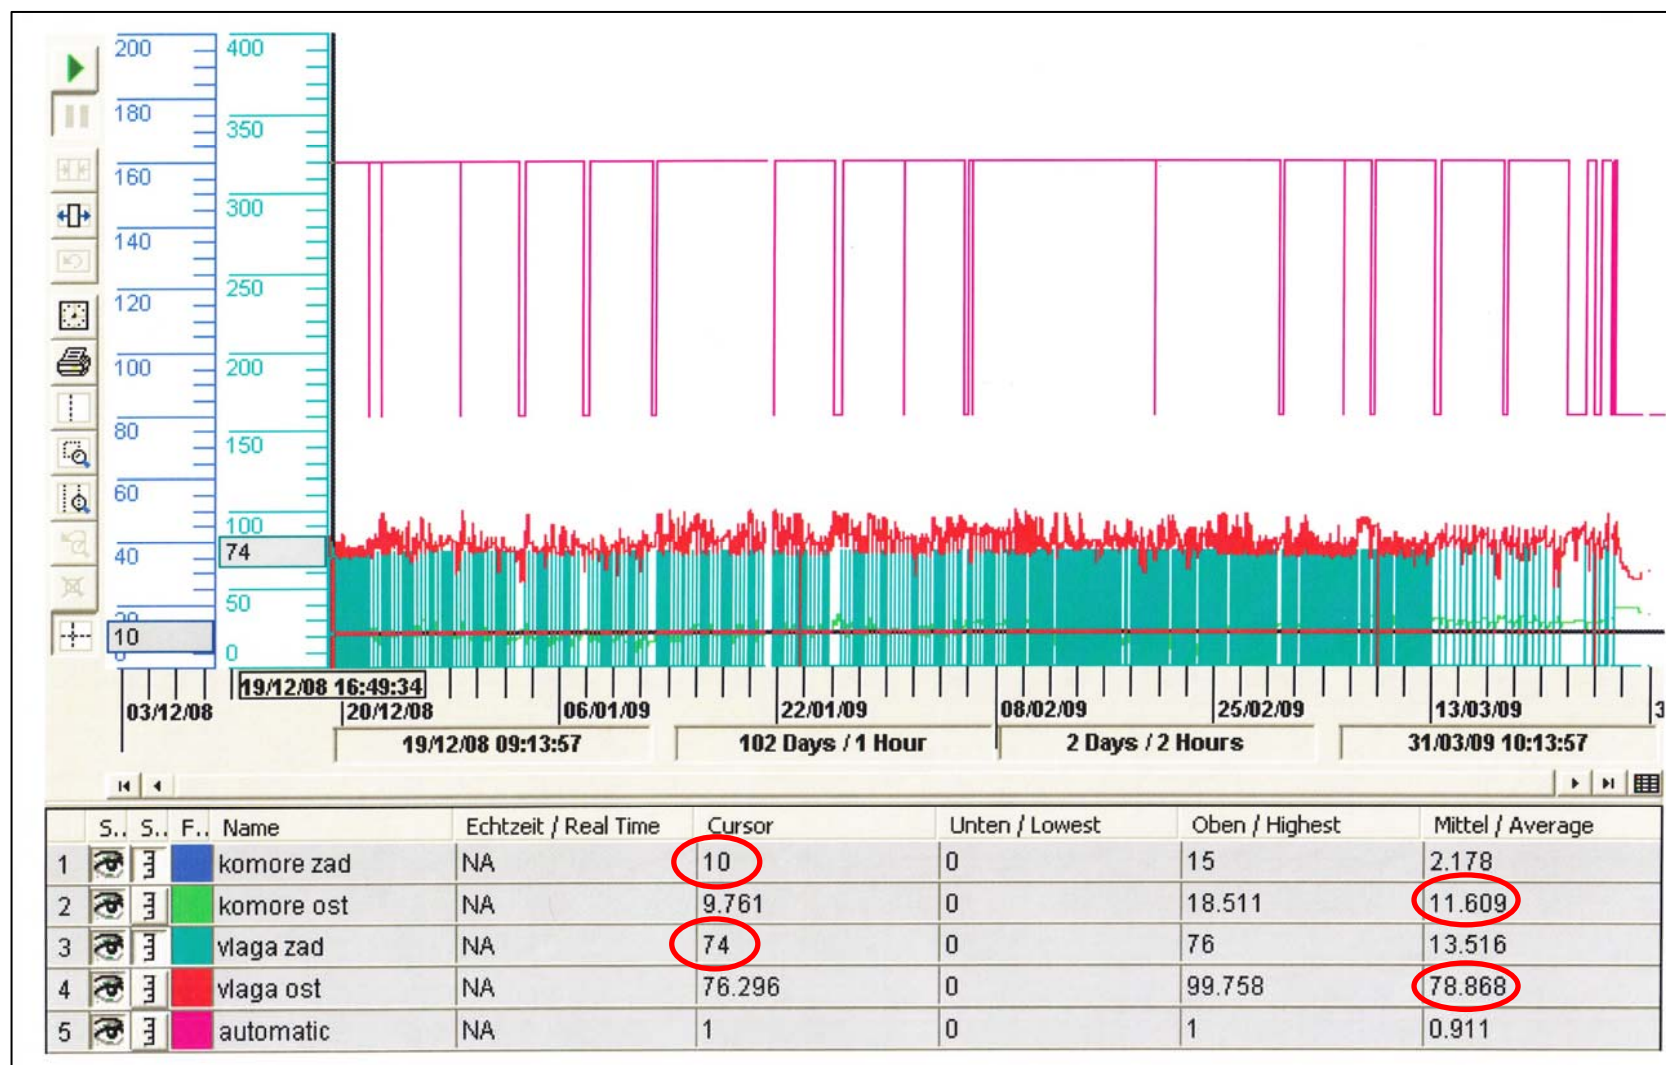 200 400
180 350
160 300
140 250
120 200
100 150
80 100
60 74
40 50
10 0
19/12/08 16:49:34
03/12/08 20/12/08 06/01/09 22/01/09 08/02/09 25/02/09 13/03/09
19/12/08 09:13:57 102 Days / 1 Hour 2 Days / 2 Hours 31/03/09 10:13:57
S.. S.. F.. Name Echtzeit / Real Time Cursor Unten / Lowest Oben / Highest Mittel / Average
1 komore zad NA 10 0 15 2.178
2 komore ost NA 9.761 0 18.511 11.609
3 vlaga zad NA 74 0 76 13.516
4 vlaga ost NA 76.296 0 99.758 78.868
5 automatic NA 1 0 1 0.911